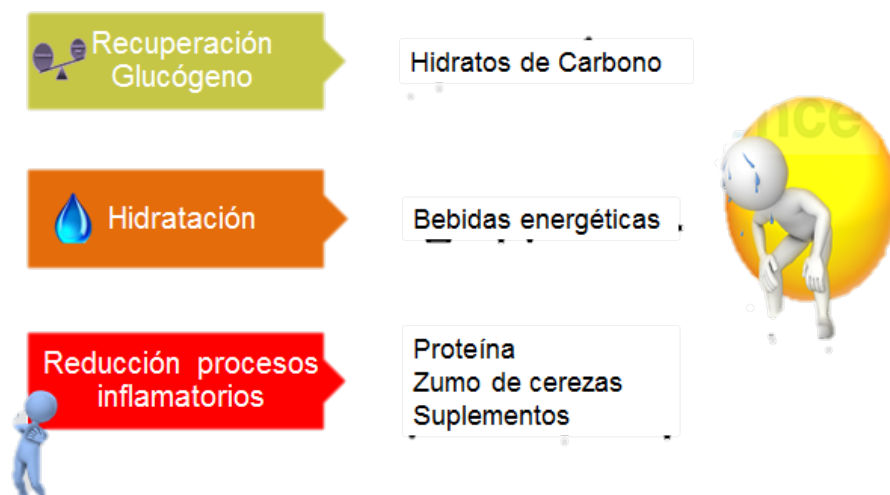 Recuperación
Glucógeno
Hidratos de Carbono
Hidratación
Bebidas energéticas
Reducción procesos
inflamatorios
Proteína
Zumo de cerezas
Suplementos